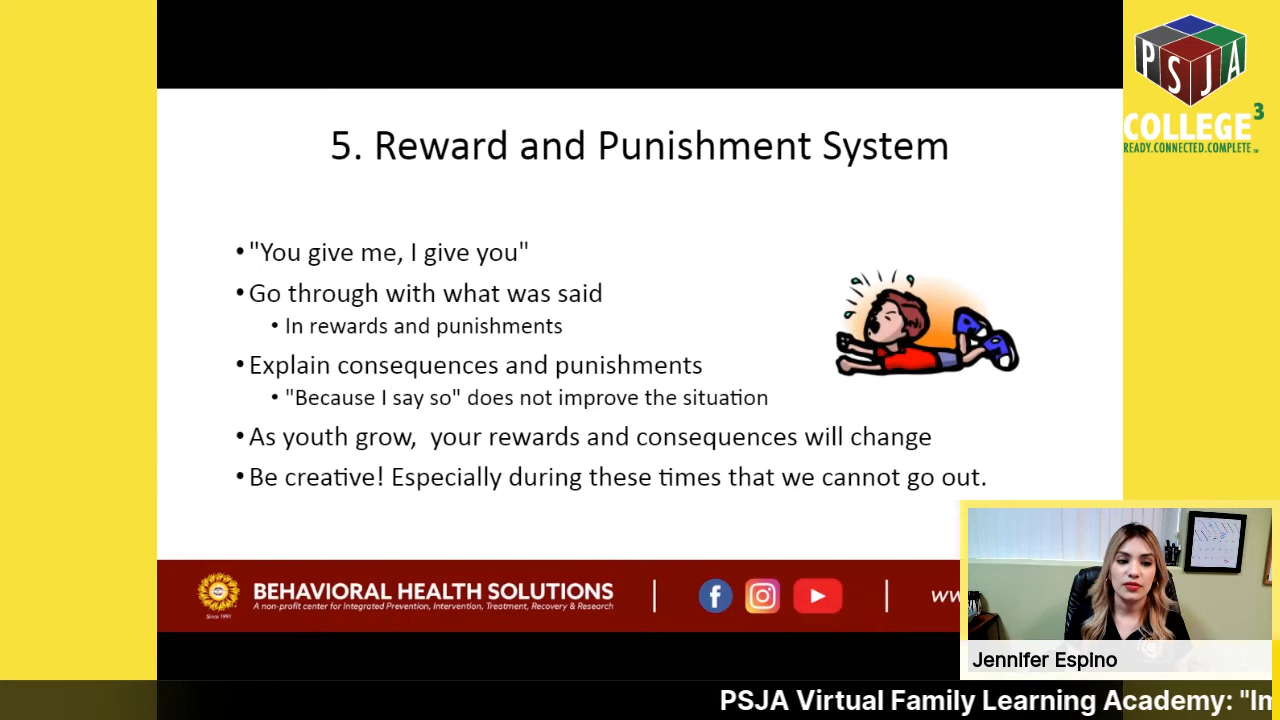 5. Reward and Punishment System
•"You give me, I give you"
•Go through with what was said
• In rewards and punishments
•Explain consequences and punishments
• "Because I say so" does not improve the situation
•As youth grow,  your rewards and consequences will change
•Be creative! Especially during these times that we cannot go out.
PSJA
COLLEGE³
READY.CONNECTED.COMPLETE
Since 1991
BEHAVIORAL HEALTH SOLUTIONS
A non-profit center for Integrated Prevention, Intervention, Treatment, Recovery & Research
Jennifer Espino
PSJA Virtual Family Learning Academy: